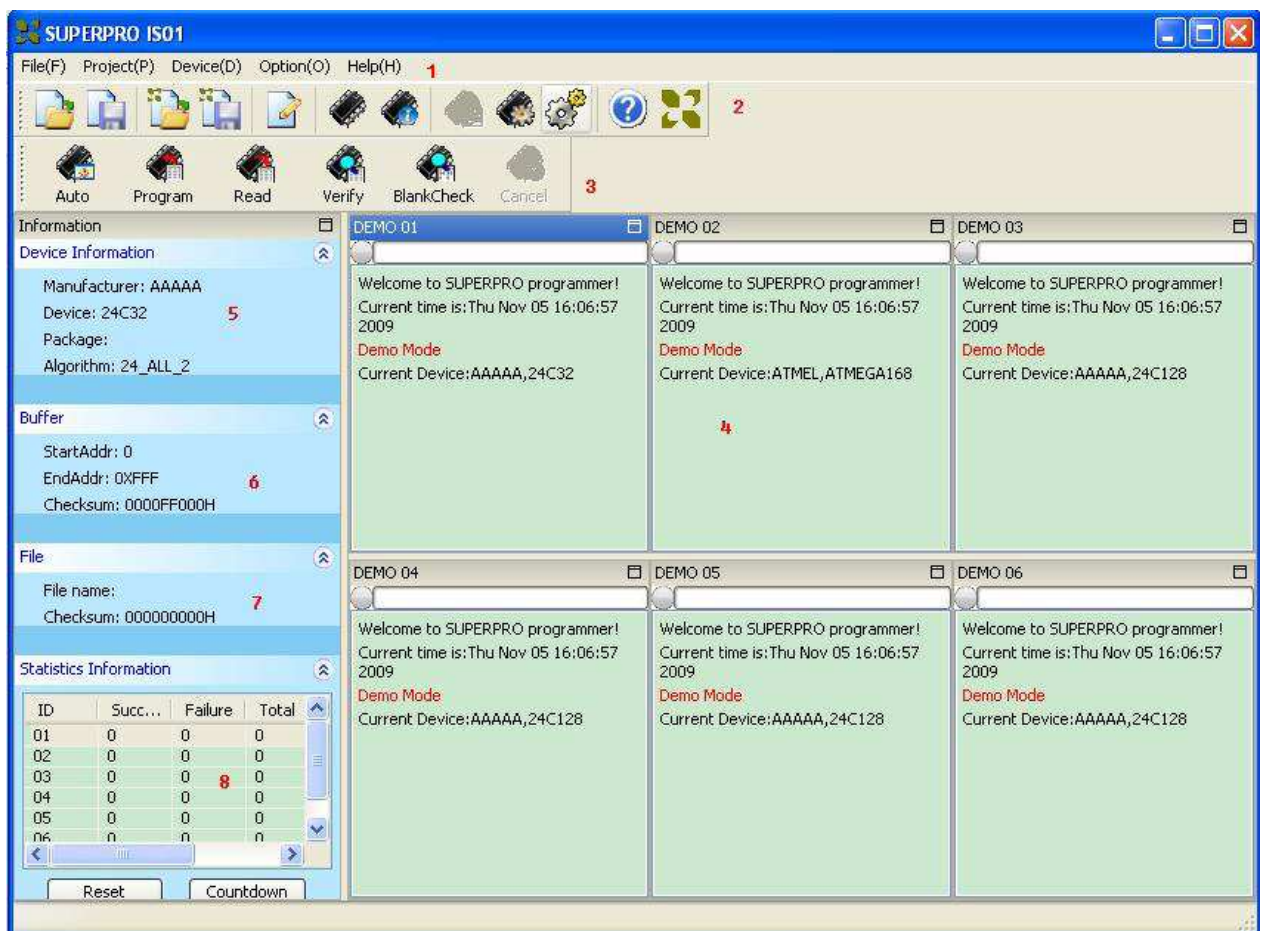 SUPERPRO IS01
File(F) Project(P) Device(D) Option(O) Help(H) 1
2
Auto Program Read Verify BlankCheck Cancel 3
Information
Device Information
Manufacturer: AAAAA
Device: 24C32 5
Package:
Algorithm: 24_ALL_2
Buffer
StartAddr: 0
EndAddr: 0XFFF 6
Checksum: 0000FF000H
File
File name:
Checksum: 000000000H 7
Statistics Information
ID Succ... Failure Total
01 0 0 0
02 0 0 0
03 0 0 0
04 0 0 0
05 0 0 0
06 0 0 0
8
Reset Countdown
DEMO 01
Welcome to SUPERPRO programmer!
Current time is:Thu Nov 05 16:06:57
2009
Demo Mode
Current Device:AAAAA,24C32
DEMO 02
Welcome to SUPERPRO programmer!
Current time is:Thu Nov 05 16:06:57
2009
Demo Mode
Current Device:ATMEL,ATMEGA168
4
DEMO 03
Welcome to SUPERPRO programmer!
Current time is:Thu Nov 05 16:06:57
2009
Demo Mode
Current Device:AAAAA,24C128
DEMO 04
Welcome to SUPERPRO programmer!
Current time is:Thu Nov 05 16:06:57
2009
Demo Mode
Current Device:AAAAA,24C128
DEMO 05
Welcome to SUPERPRO programmer!
Current time is:Thu Nov 05 16:06:57
2009
Demo Mode
Current Device:AAAAA,24C128
DEMO 06
Welcome to SUPERPRO programmer!
Current time is:Thu Nov 05 16:06:57
2009
Demo Mode
Current Device:AAAAA,24C128